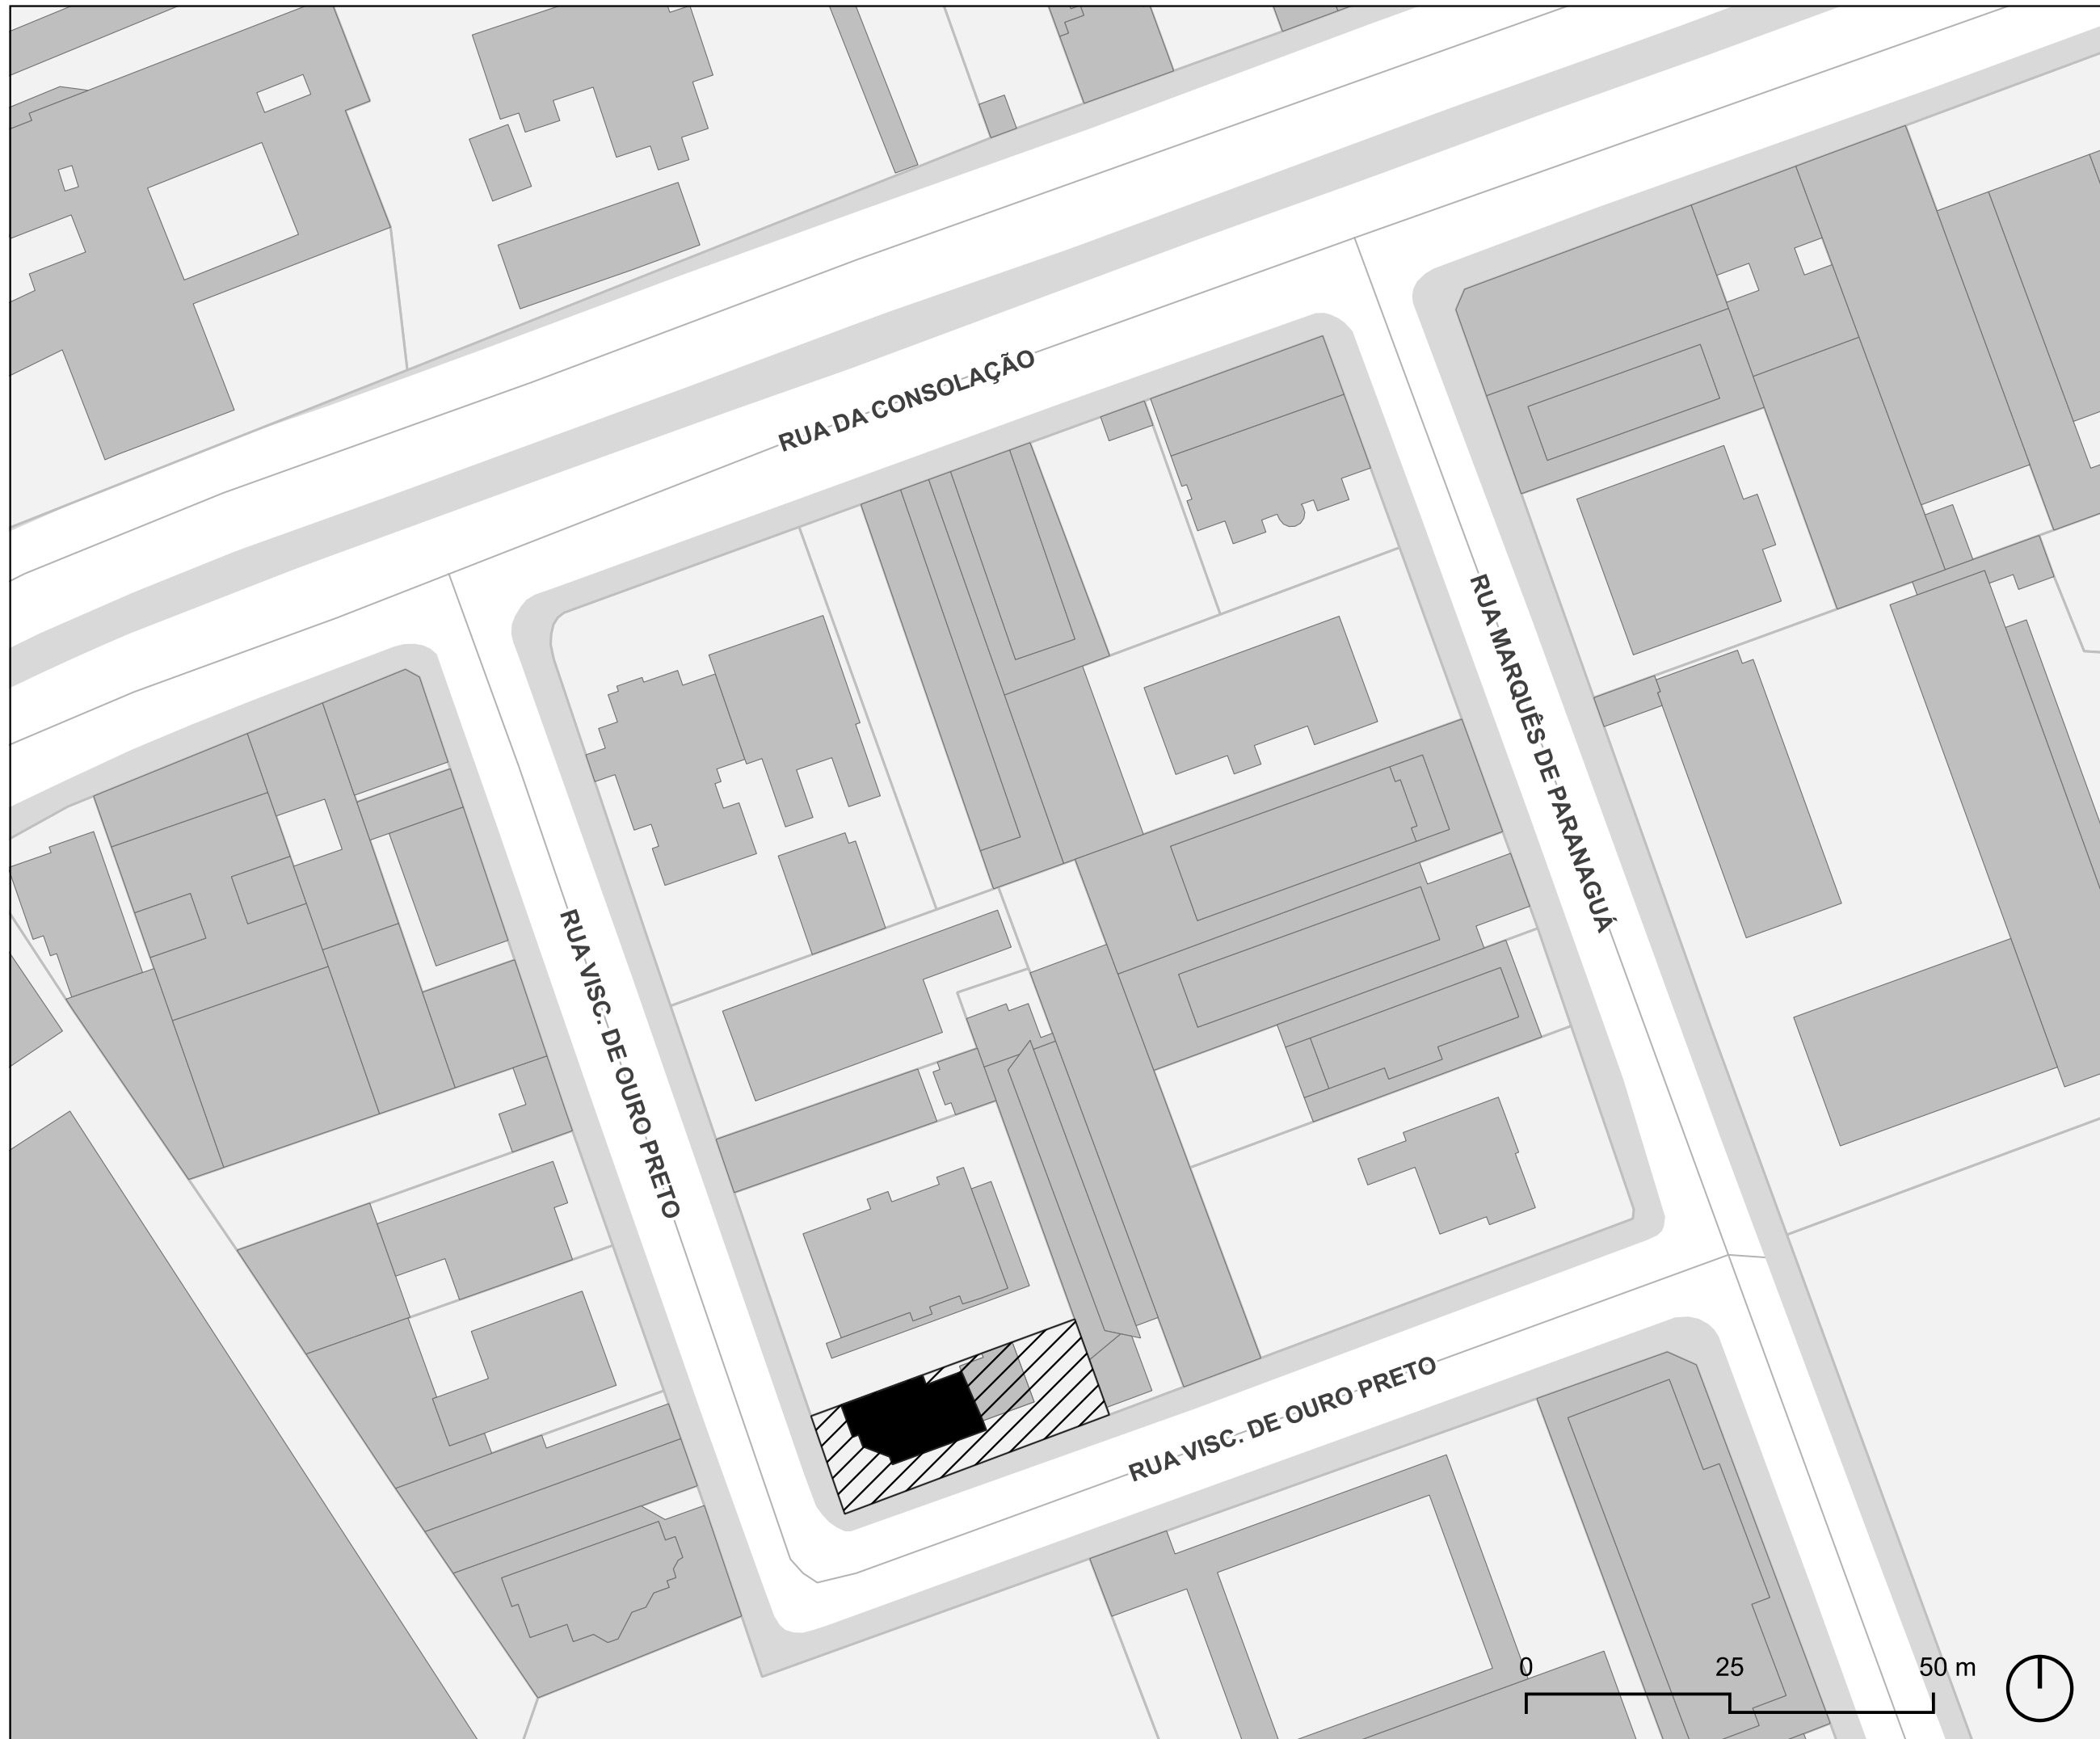 RUA DA CONSOLAÇÃO
RUA MARQUÊS DE PARANAGUÁ
RUA VISC. DE OURO PRETO
RUA VISC. DE OURO PRETO
0 25 50 m